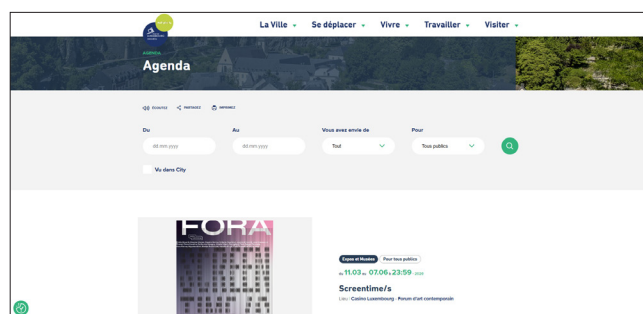 La Ville
Se déplacer
Vivre
Travailler
Visiter
AGENDA
Agenda
ÉCOUTEZ
PARTAGEZ
IMPRIMEZ
Du
Au
Vous avez envie de
Pour
dd.mm.yyyy
dd.mm.yyyy
Tout
Tous publics
Vu dans City
FORA
Expos et Musées
Pour tous publics
du 11.03 au 07.06 à 23:59
Screentime/s
Lieu : Casino Luxembourg - Forum d'art contemporain